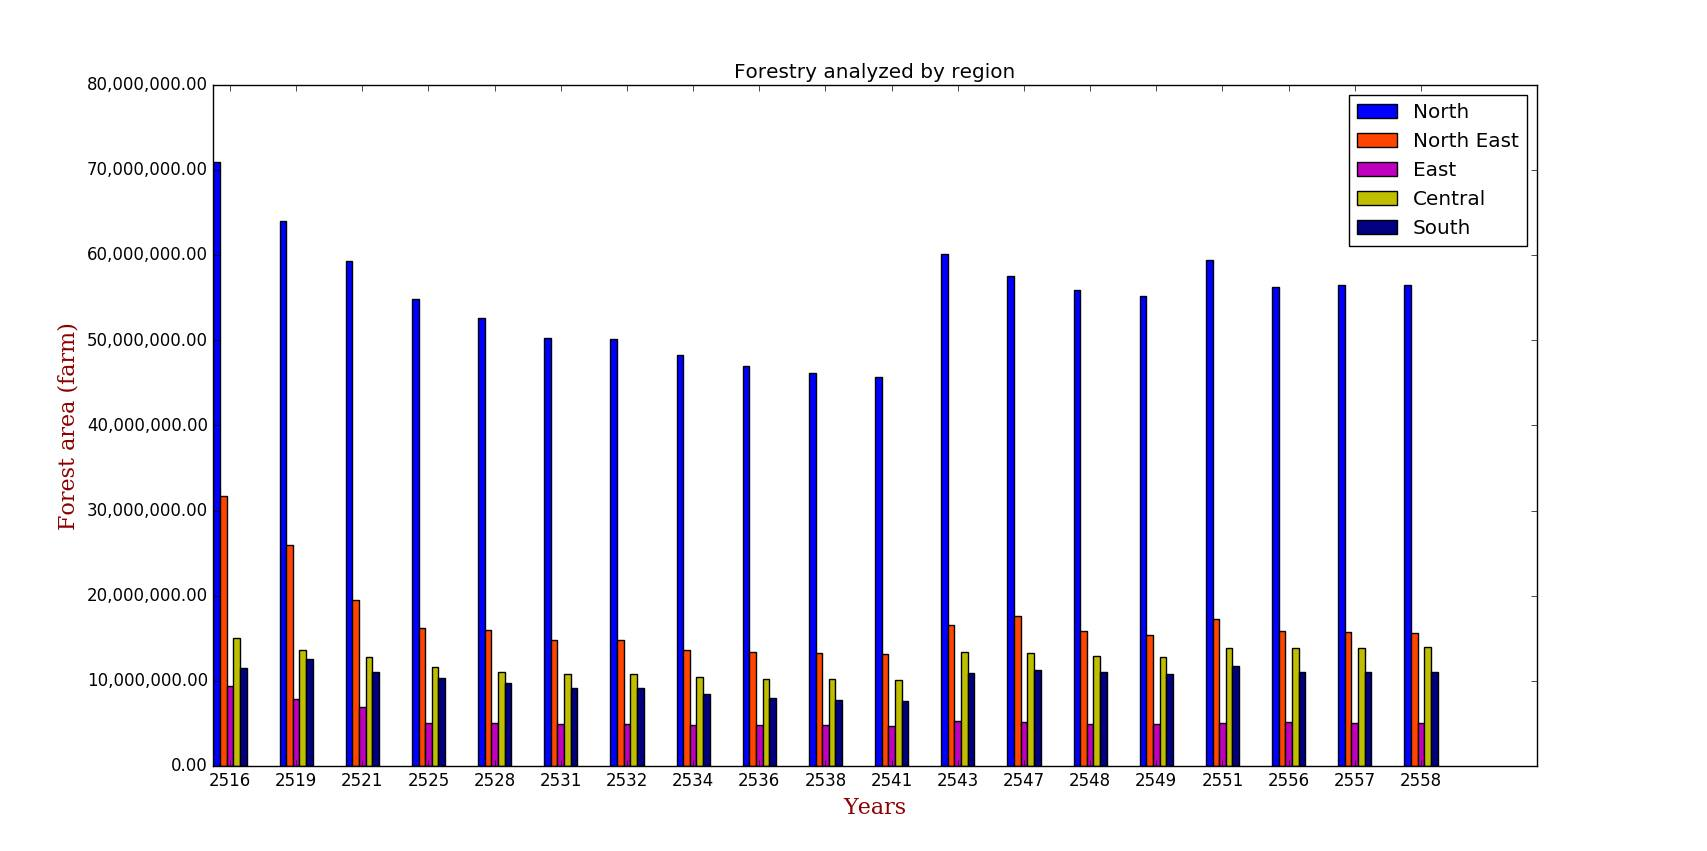 Forestry analyzed by region
80,000,000.00
70,000,000.00
60,000,000.00
50,000,000.00
40,000,000.00
30,000,000.00
20,000,000.00
10,000,000.00
0.00
Forest area (farm)
North
North East
East
Central
South
2516 2519 2521 2525 2528 2531 2532 2534 2536 2538 2541 2543 2547 2548 2549 2551 2556 2557 2558
Years